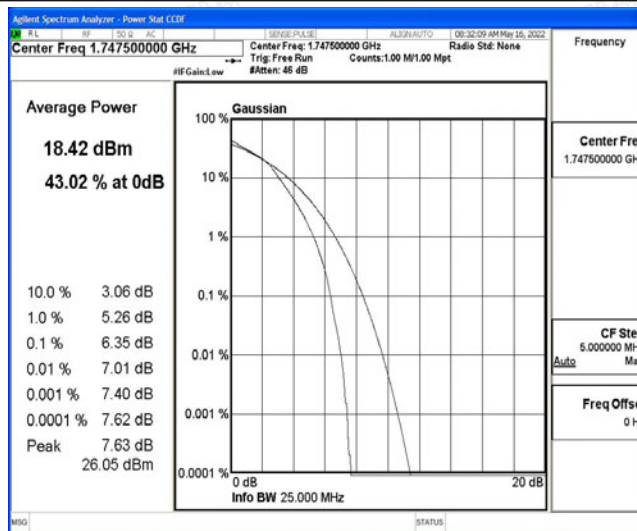 Agilent Spectrum Analyzer - Power Stat CCDF
RL RF 50 Ω AC SENSE:PULSE ALIGN AUTO 08:32:09 AM May 16, 2022
Center Freq 1.747500000 GHz
Center Freq: 1.747500000 GHz Radio Std: None
Trig: Free Run Counts:1.00 M/1.00 Mpt
#IFGain:Low #Atten: 46 dB
Frequency
Average Power
18.42 dBm
43.02 % at 0dB
10.0 % 3.06 dB
1.0 % 5.26 dB
0.1 % 6.35 dB
0.01 % 7.01 dB
0.001 % 7.40 dB
0.0001 % 7.62 dB
Peak 7.63 dB
26.05 dBm
Gaussian
100 %
10 %
1 %
0.1 %
0.01 %
0.001 %
0.0001 %
0 dB 20 dB
Info BW 25.000 MHz
Center Fre
1.747500000 GH
CF Ste
5.000000 MH
Auto Ma
Freq Offs
0 H
MSG STATUS